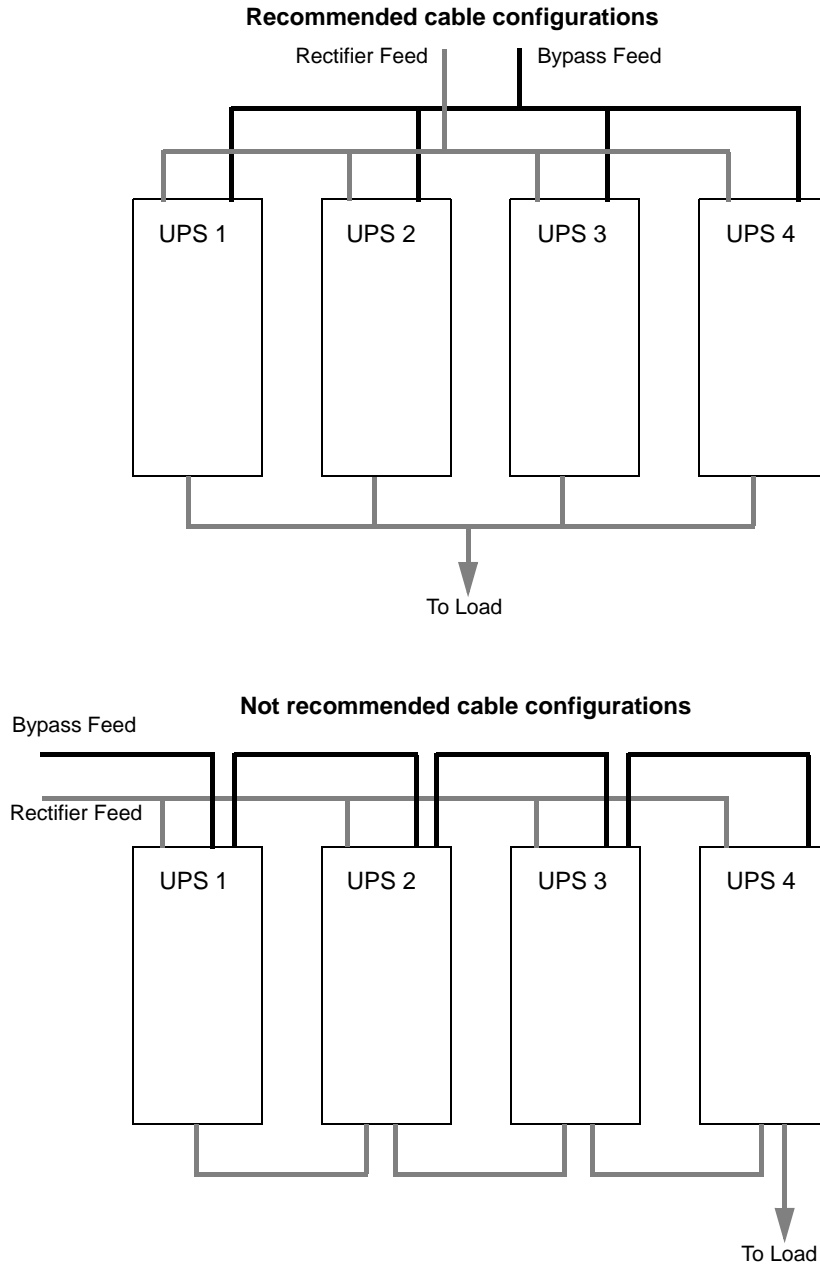 Recommended cable configurations
Rectifier Feed
Bypass Feed
UPS 1
UPS 2
UPS 3
UPS 4
To Load
Not recommended cable configurations
Bypass Feed
Rectifier Feed
UPS 1
UPS 2
UPS 3
UPS 4
To Load